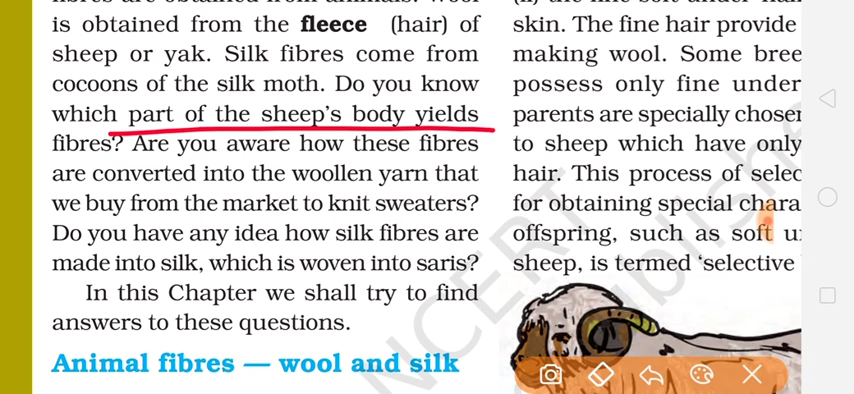 is obtained from the fleece (hair) of
sheep or yak. Silk fibres come from
cocoons of the silk moth. Do you know
which part of the sheep's body yields
fibres? Are you aware how these fibres
are converted into the woollen yarn that
we buy from the market to knit sweaters?
Do you have any idea how silk fibres are
made into silk, which is woven into saris?
In this Chapter we shall try to find
answers to these questions.
Animal fibres — wool and silk
skin. The fine hair provide
making wool. Some bree
possess only fine under
parents are specially chosen
to sheep which have only
hair. This process of selec
for obtaining special chara
offspring, such as soft u
sheep, is termed ‘selective
NCERT